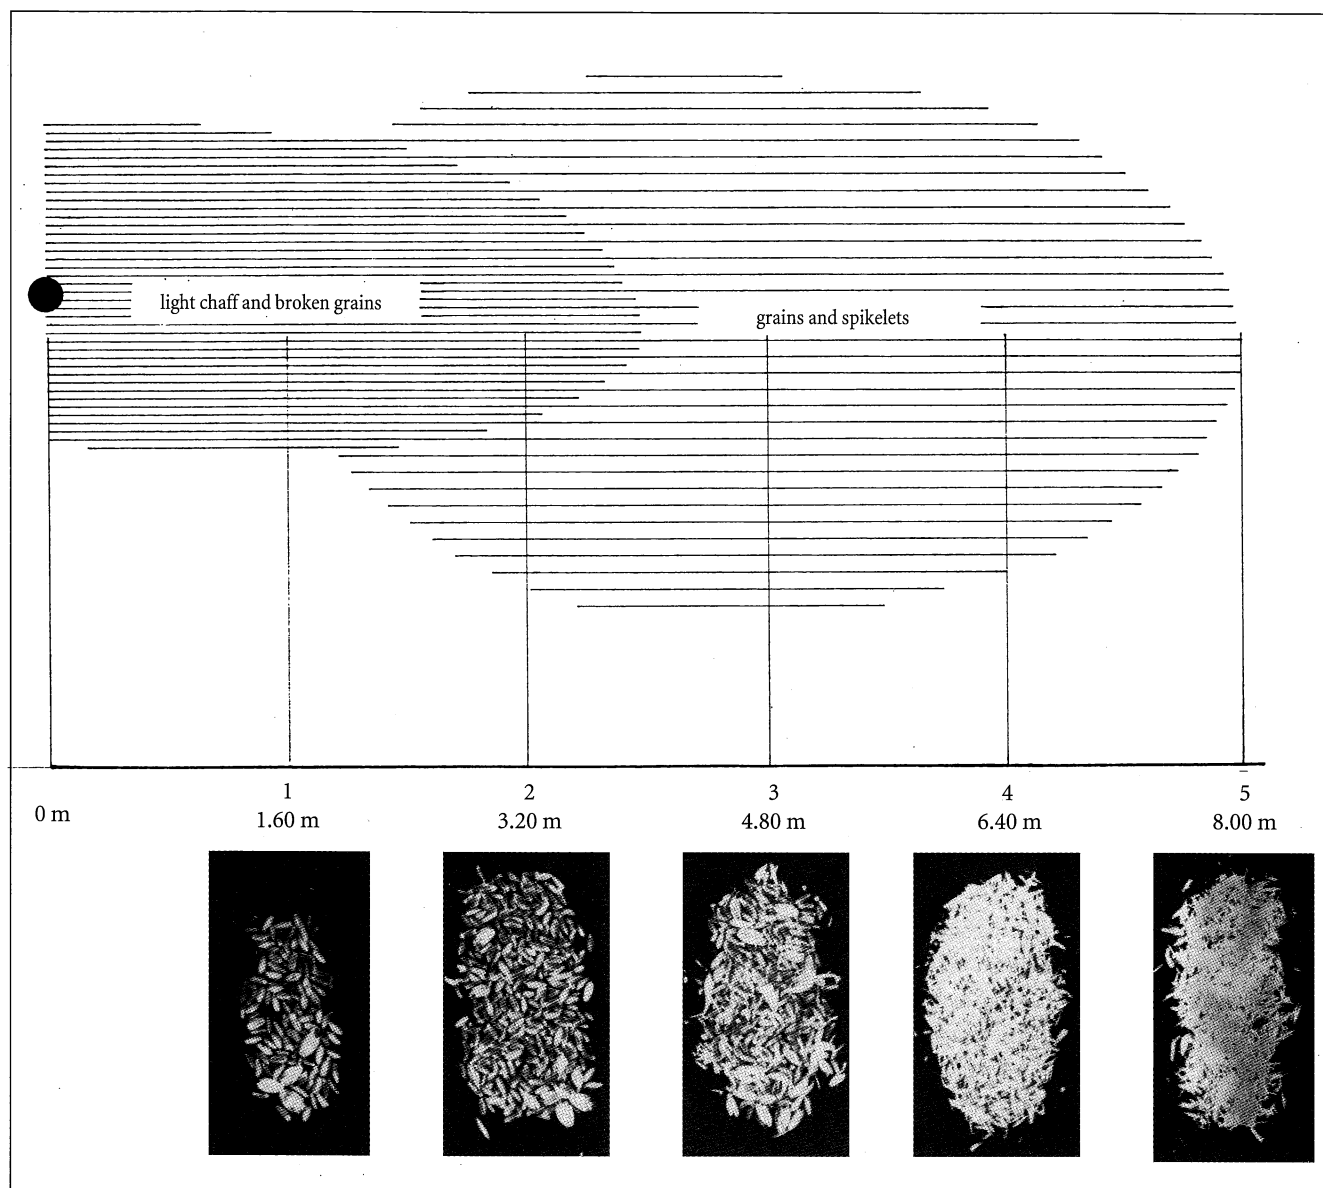 light chaff and broken grains
grains and spikelets
0 m
1
2
3
4
5
1.60 m
3.20 m
4.80 m
6.40 m
8.00 m